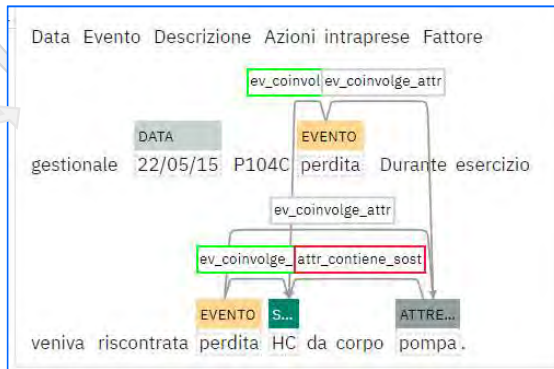 Data Evento Descrizione Azioni intraprese Fattore
ev_coinvol ev_coinvolge_attr
DATA EVENTO
gestionale 22/05/15 P104C perdita Durante esercizio
ev_coinvolge_attr
ev_coinvolge_ attr_contiene_sost
EVENTO S... ATTRE...
veniva riscontrata perdita HC da corpo pompa.